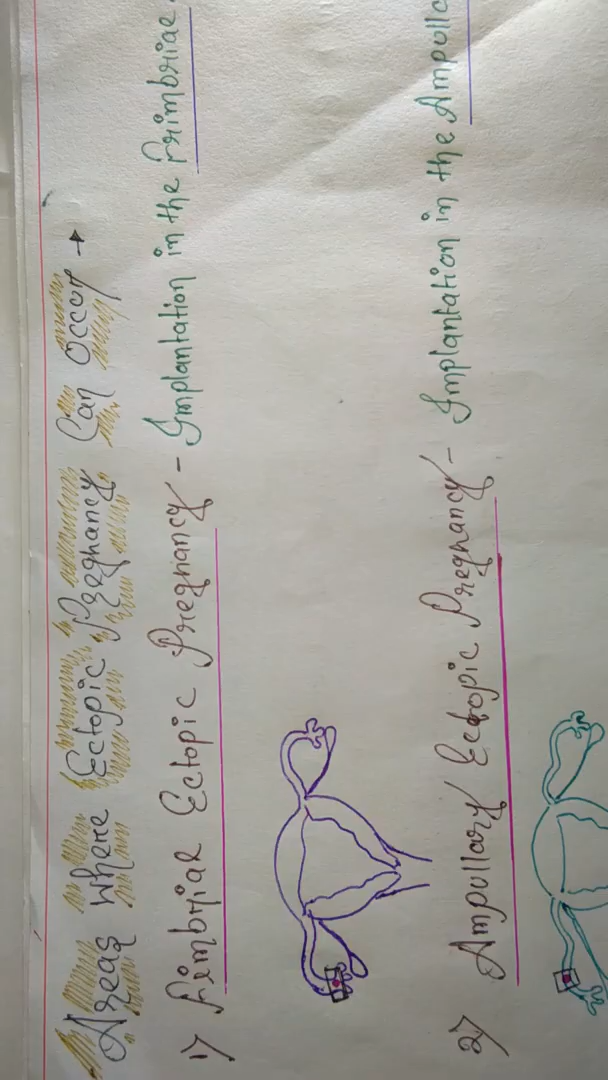 Areas where Ectopic Pregnancy Can Occur →
1) Fimbriae Ectopic Pregnancy - Implantation in the Frimbriae.
2) Ampullary Ectopic Pregnancy - Implantation in the Ampulla